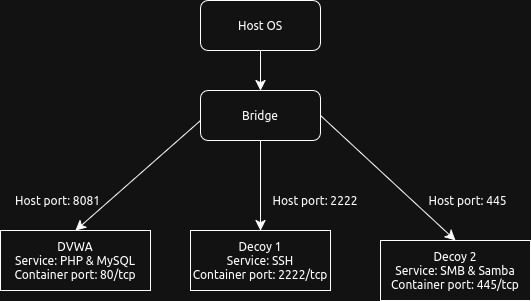 Host OS
Bridge
Host port: 8081
Host port: 2222
Host port: 445
DVWA
Service: PHP & MySQL
Container port: 80/tcp
Decoy 1
Service: SSH
Container port: 2222/tcp
Decoy 2
Service: SMB & Samba
Container port: 445/tcp